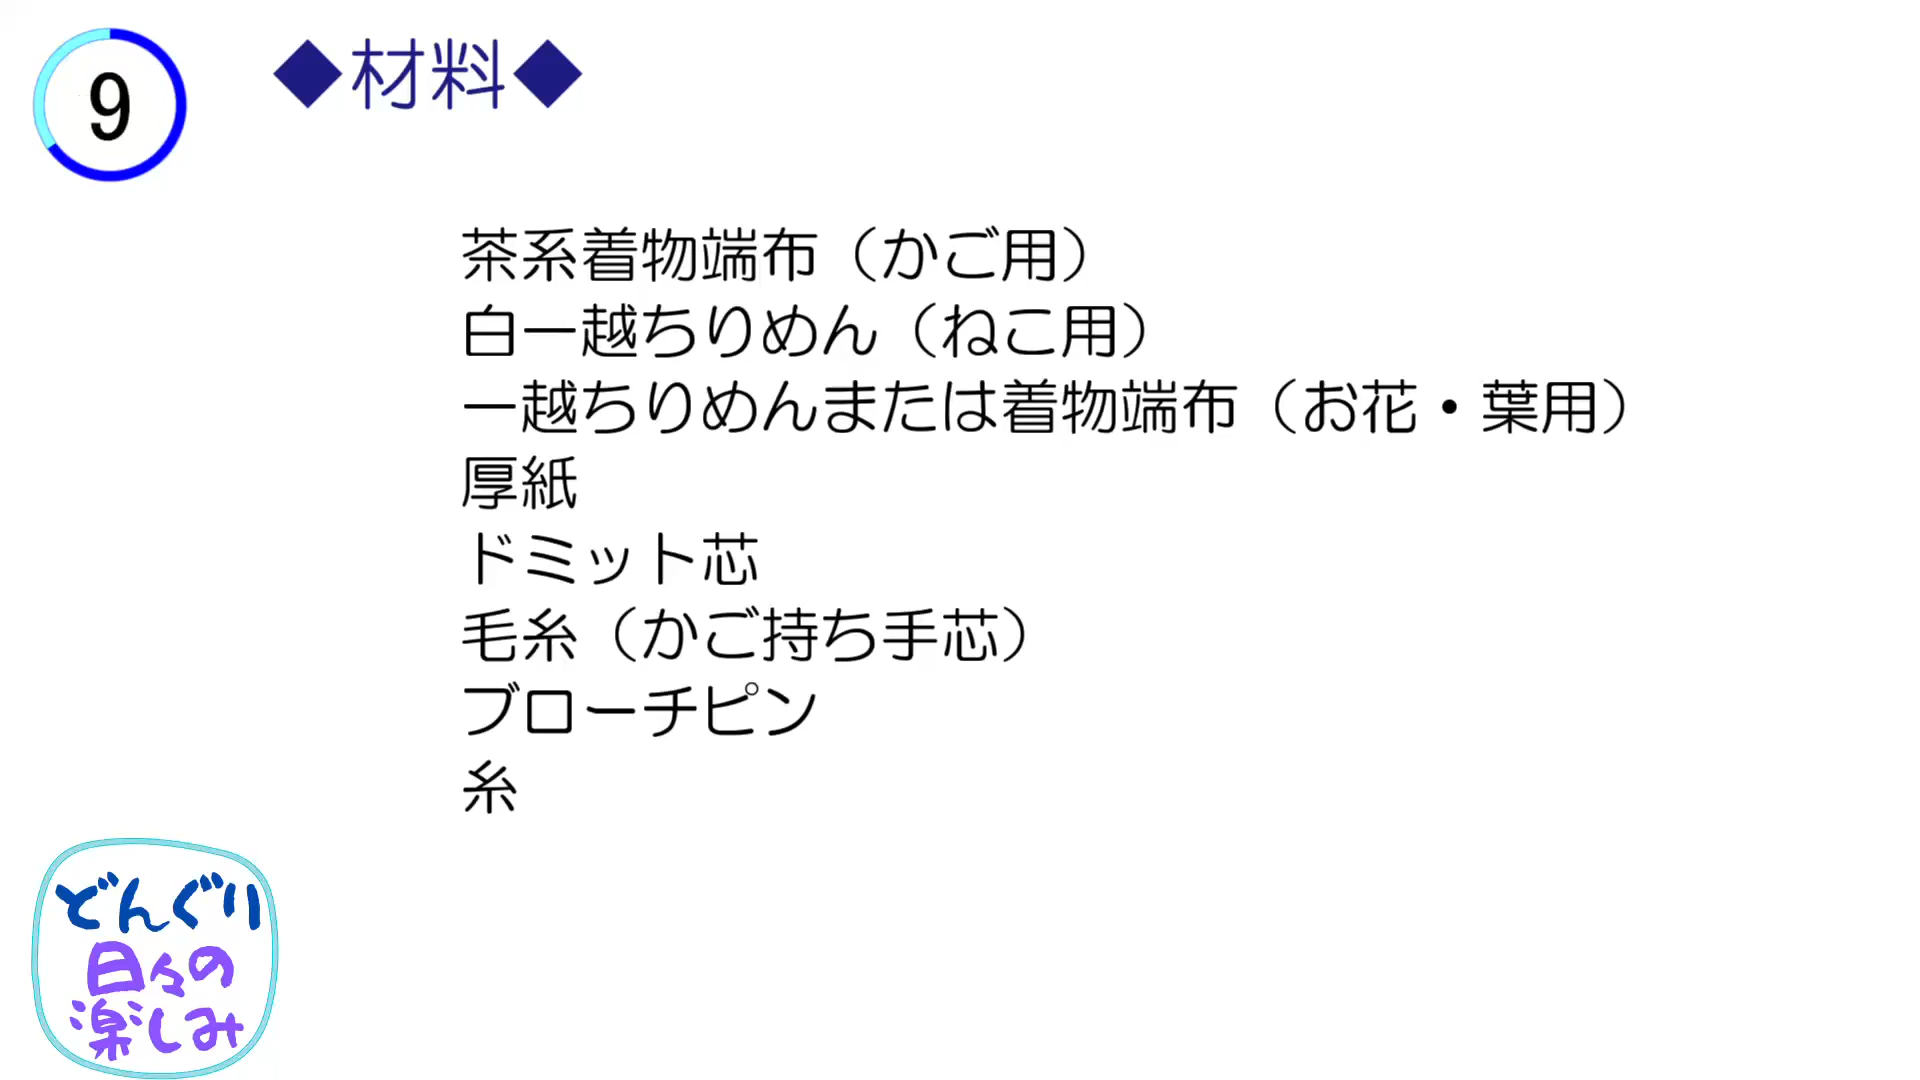 9
◆材料◆
茶系着物端布（かご用）
白一越ちりめん（ねこ用）
一越ちりめんまたは着物端布（お花・葉用）
厚紙
ドミット芯
毛糸（かご持ち手芯）
ブローチピン
糸
どんぐり
日々の
楽しみ